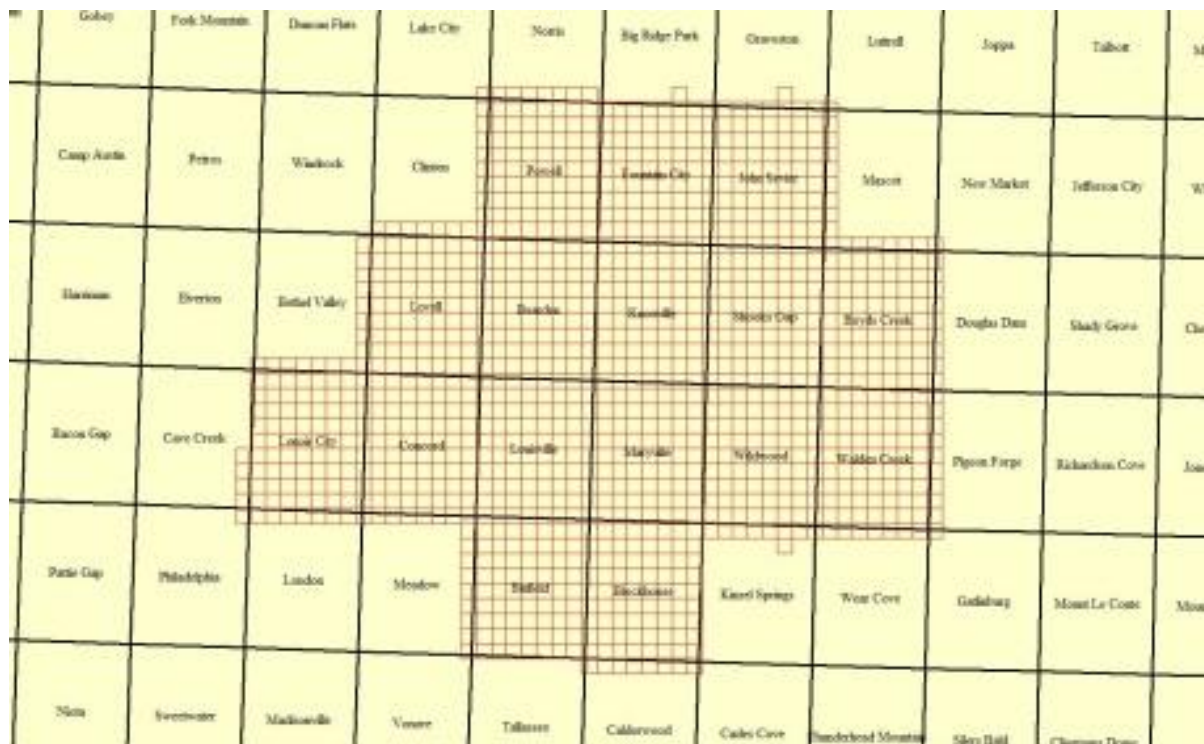 Gobey Fork Mountain Duncan Flats Lake City Norris Big Ridge Park Graveston Luttrell Joppa Talbott
Camp Austin Petros Windrock Clinton Powell Fountain City John Sevier Mascot New Market Jefferson City
Harriman Elverton Bethel Valley Lovell Bearden Knoxville Shooks Gap Boyds Creek Douglas Dam Shady Grove
Bacon Gap Cave Creek Lenoir City Concord Louisville Maryville Wildwood Walden Creek Pigeon Forge Richardson Cove
Pattie Gap Philadelphia Loudon Meadow Binfield Blockhouse Kinzel Springs Wear Cove Gatlinburg Mount Le Conte
Niota Sweetwater Madisonville Vonore Tallassee Calderwood Cades Cove Thunderhead Mountain Silers Bald Clingmans Dome